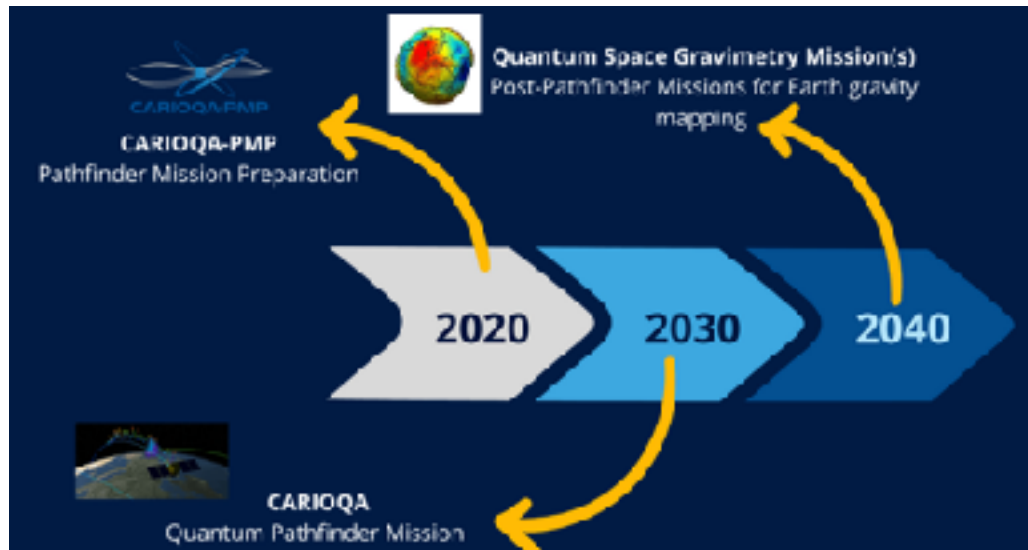 CARIOQA-PMP
CARIOQA-PMP
Pathfinder Mission Preparation
Quantum Space Gravimetry Mission(s)
Post-Pathfinder Missions for Earth gravity
mapping
2020
2030
2040
CARIOQA
Quantum Pathfinder Mission